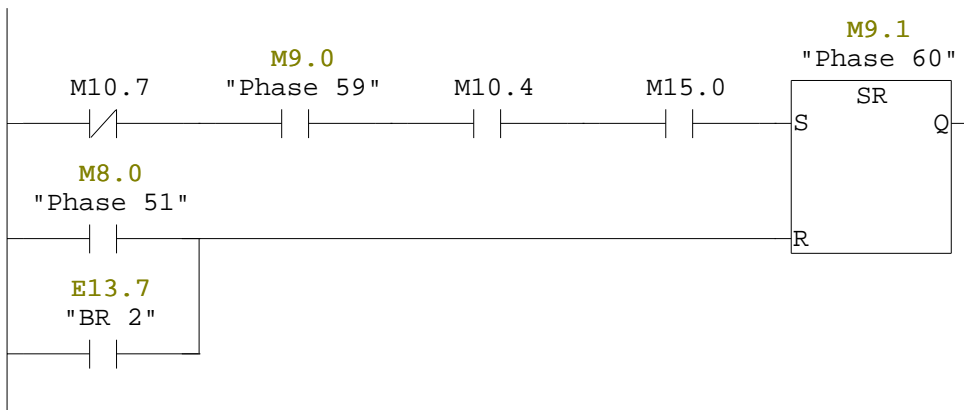 M9.1
"Phase 60"
M9.0
M10.7 "Phase 59" M10.4 M15.0
SR
S Q
M8.0
"Phase 51"
R
E13.7
"BR 2"